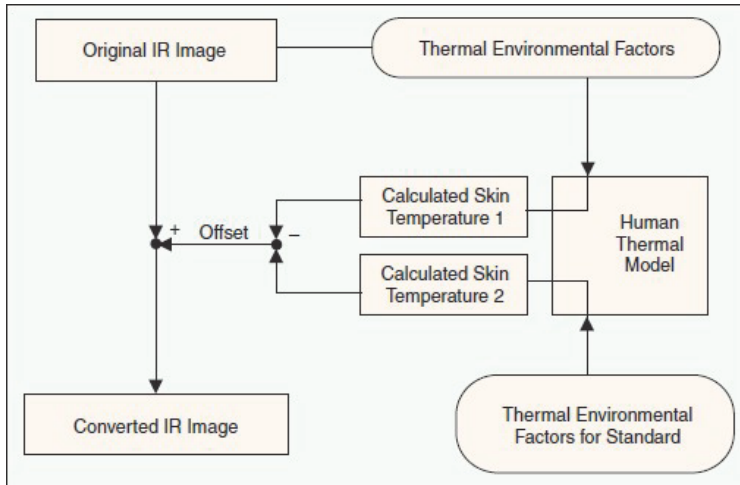 Original IR Image
Thermal Environmental Factors
Calculated Skin
Temperature 1
Human
Thermal
Model
+ Offset –
Calculated Skin
Temperature 2
Converted IR Image
Thermal Environmental
Factors for Standard